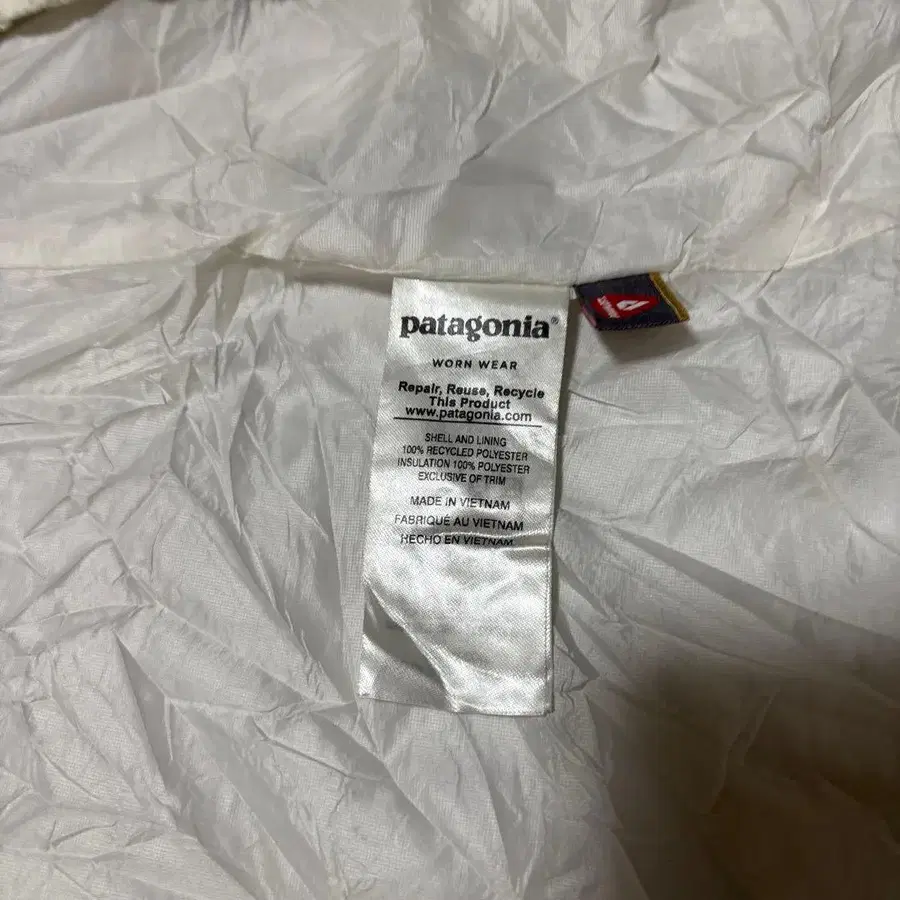 patagonia®
WORN WEAR
Repair, Reuse, Recycle
This Product
www.patagonia.com
SHELL AND LINING
100% RECYCLED POLYESTER
INSULATION 100% POLYESTER
EXCLUSIVE OF TRIM
MADE IN VIETNAM
FABRIQUÉ AU VIETNAM
HECHO EN VIETNAM